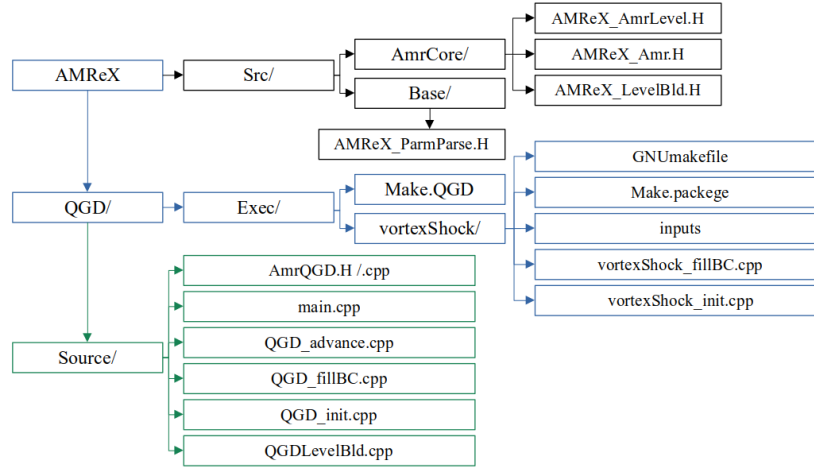 AMReX_AmrLevel.H
AMReX
Src/
AmrCore/
AMReX_Amr.H
Base/
AMReX_LevelBld.H
AMReX_ParmParse.H
GNUmakefile
QGD/
Exec/
Make.QGD
Make.packege
vortexShock/
inputs
vortexShock_fillBC.cpp
vortexShock_init.cpp
AmrQGD.H /.cpp
main.cpp
Source/
QGD_advance.cpp
QGD_fillBC.cpp
QGD_init.cpp
QGDLevelBld.cpp